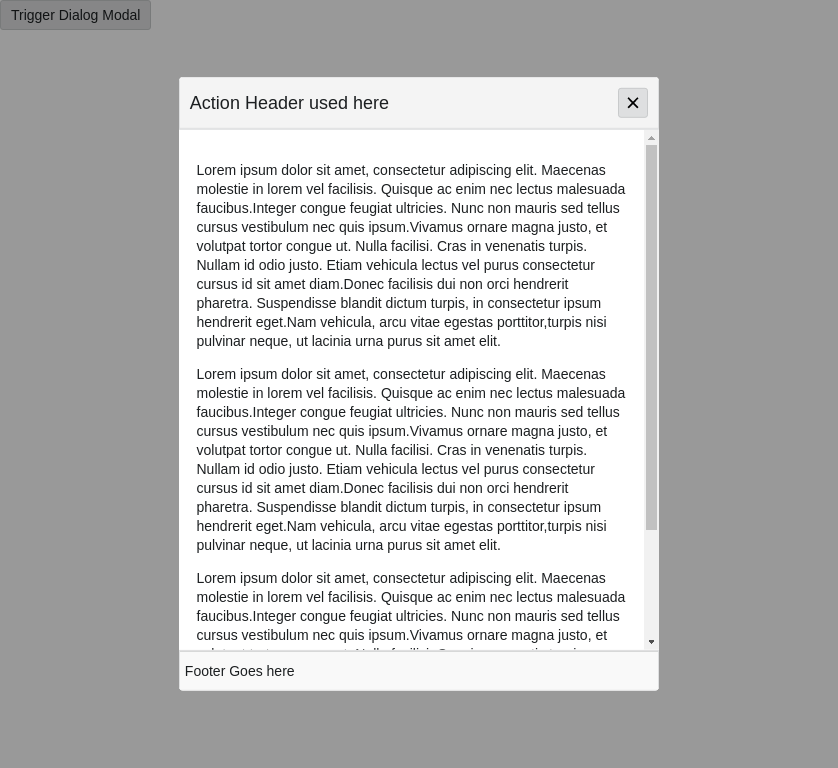 Trigger Dialog Modal
Action Header used here
Lorem ipsum dolor sit amet, consectetur adipiscing elit. Maecenas
molestie in lorem vel facilisis. Quisque ac enim nec lectus malesuada
faucibus.Integer congue feugiat ultricies. Nunc non mauris sed tellus
cursus vestibulum nec quis ipsum.Vivamus ornare magna justo, et
volutpat tortor congue ut. Nulla facilisi. Cras in venenatis turpis.
Nullam id odio justo. Etiam vehicula lectus vel purus consectetur
cursus id sit amet diam.Donec facilisis dui non orci hendrerit
pharetra. Suspendisse blandit dictum turpis, in consectetur ipsum
hendrerit eget.Nam vehicula, arcu vitae egestas porttitor,turpis nisi
pulvinar neque, ut lacinia urna purus sit amet elit.
Lorem ipsum dolor sit amet, consectetur adipiscing elit. Maecenas
molestie in lorem vel facilisis. Quisque ac enim nec lectus malesuada
faucibus.Integer congue feugiat ultricies. Nunc non mauris sed tellus
cursus vestibulum nec quis ipsum.Vivamus ornare magna justo, et
volutpat tortor congue ut. Nulla facilisi. Cras in venenatis turpis.
Nullam id odio justo. Etiam vehicula lectus vel purus consectetur
cursus id sit amet diam.Donec facilisis dui non orci hendrerit
pharetra. Suspendisse blandit dictum turpis, in consectetur ipsum
hendrerit eget.Nam vehicula, arcu vitae egestas porttitor,turpis nisi
pulvinar neque, ut lacinia urna purus sit amet elit.
Lorem ipsum dolor sit amet, consectetur adipiscing elit. Maecenas
molestie in lorem vel facilisis. Quisque ac enim nec lectus malesuada
faucibus.Integer congue feugiat ultricies. Nunc non mauris sed tellus
cursus vestibulum nec quis ipsum.Vivamus ornare magna justo, et
Footer Goes here